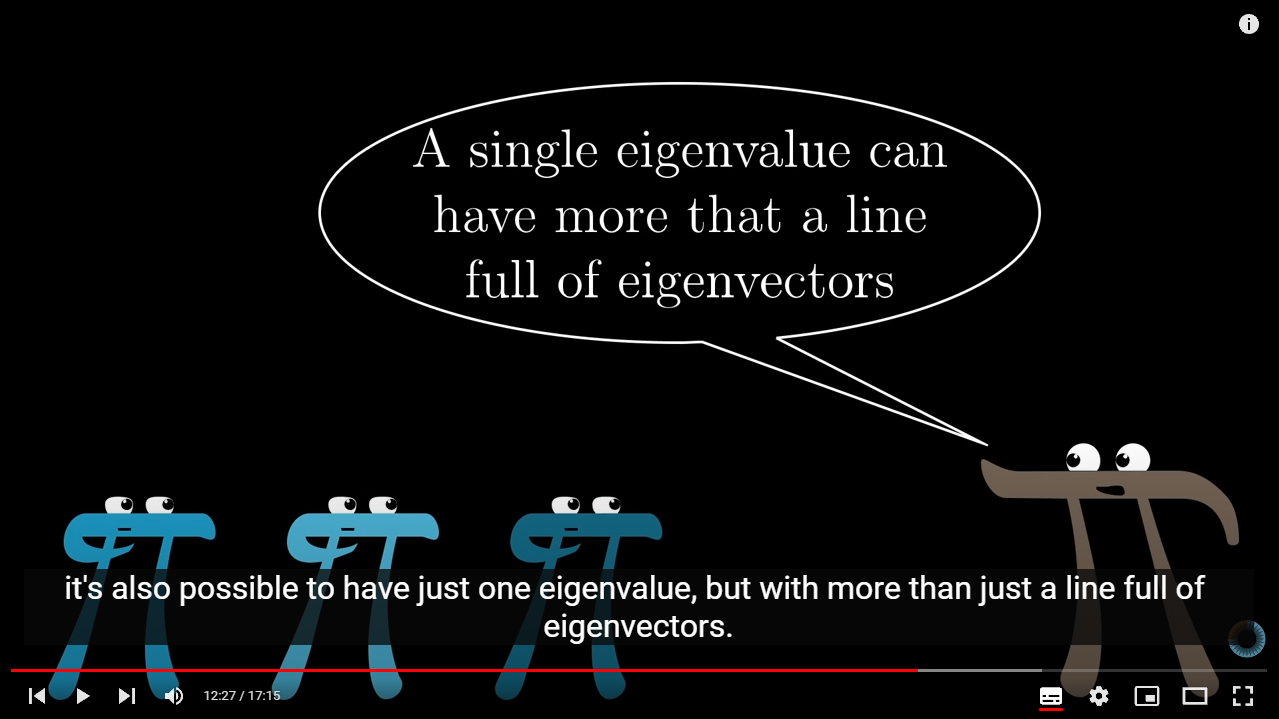 A single eigenvalue can
have more that a line
full of eigenvectors
it's also possible to have just one eigenvalue, but with more than just a line full of
eigenvectors.
12:27 / 17:15